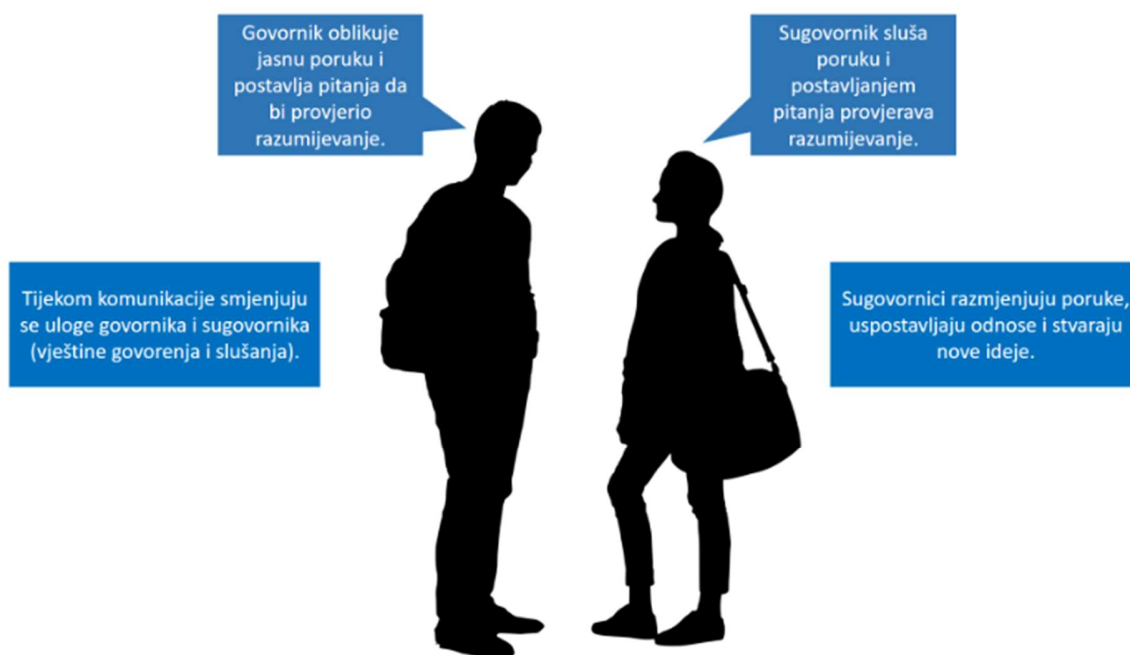 Govornik oblikuje
jasnu poruku i
postavlja pitanja da
bi provjerio
razumijevanje.
Sugovornik sluša
poruku i
postavljanjem
pitanja provjerava
razumijevanje.
Tijekom komunikacije smjenjuju
se uloge govornika i sugovornika
(vještine govorenja i slušanja).
Sugovornici razmjenjuju poruke,
uspostavljaju odnose i stvaraju
nove ideje.